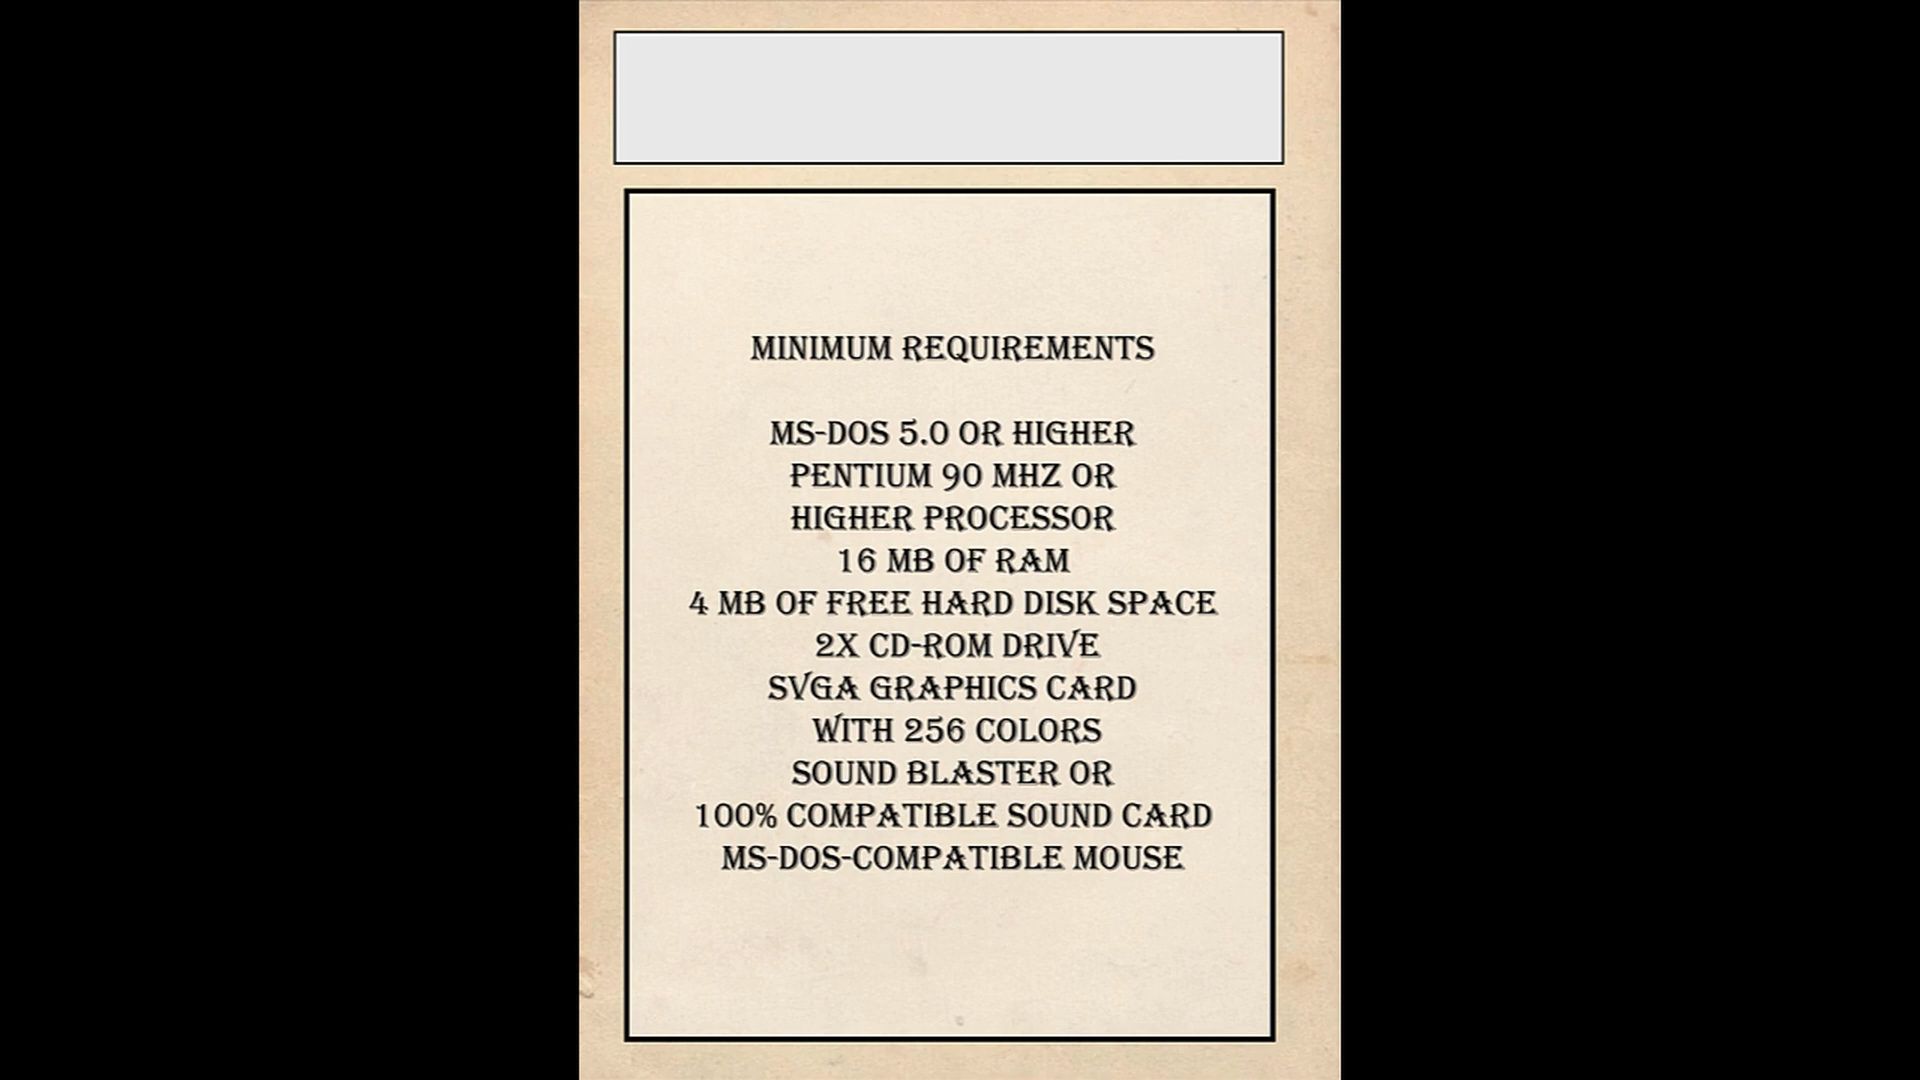 MINIMUM REQUIREMENTS
MS-DOS 5.0 OR HIGHER
PENTIUM 90 MHZ OR
HIGHER PROCESSOR
16 MB OF RAM
4 MB OF FREE HARD DISK SPACE
2X CD-ROM DRIVE
SVGA GRAPHICS CARD
WITH 256 COLORS
SOUND BLASTER OR
100% COMPATIBLE SOUND CARD
MS-DOS-COMPATIBLE MOUSE